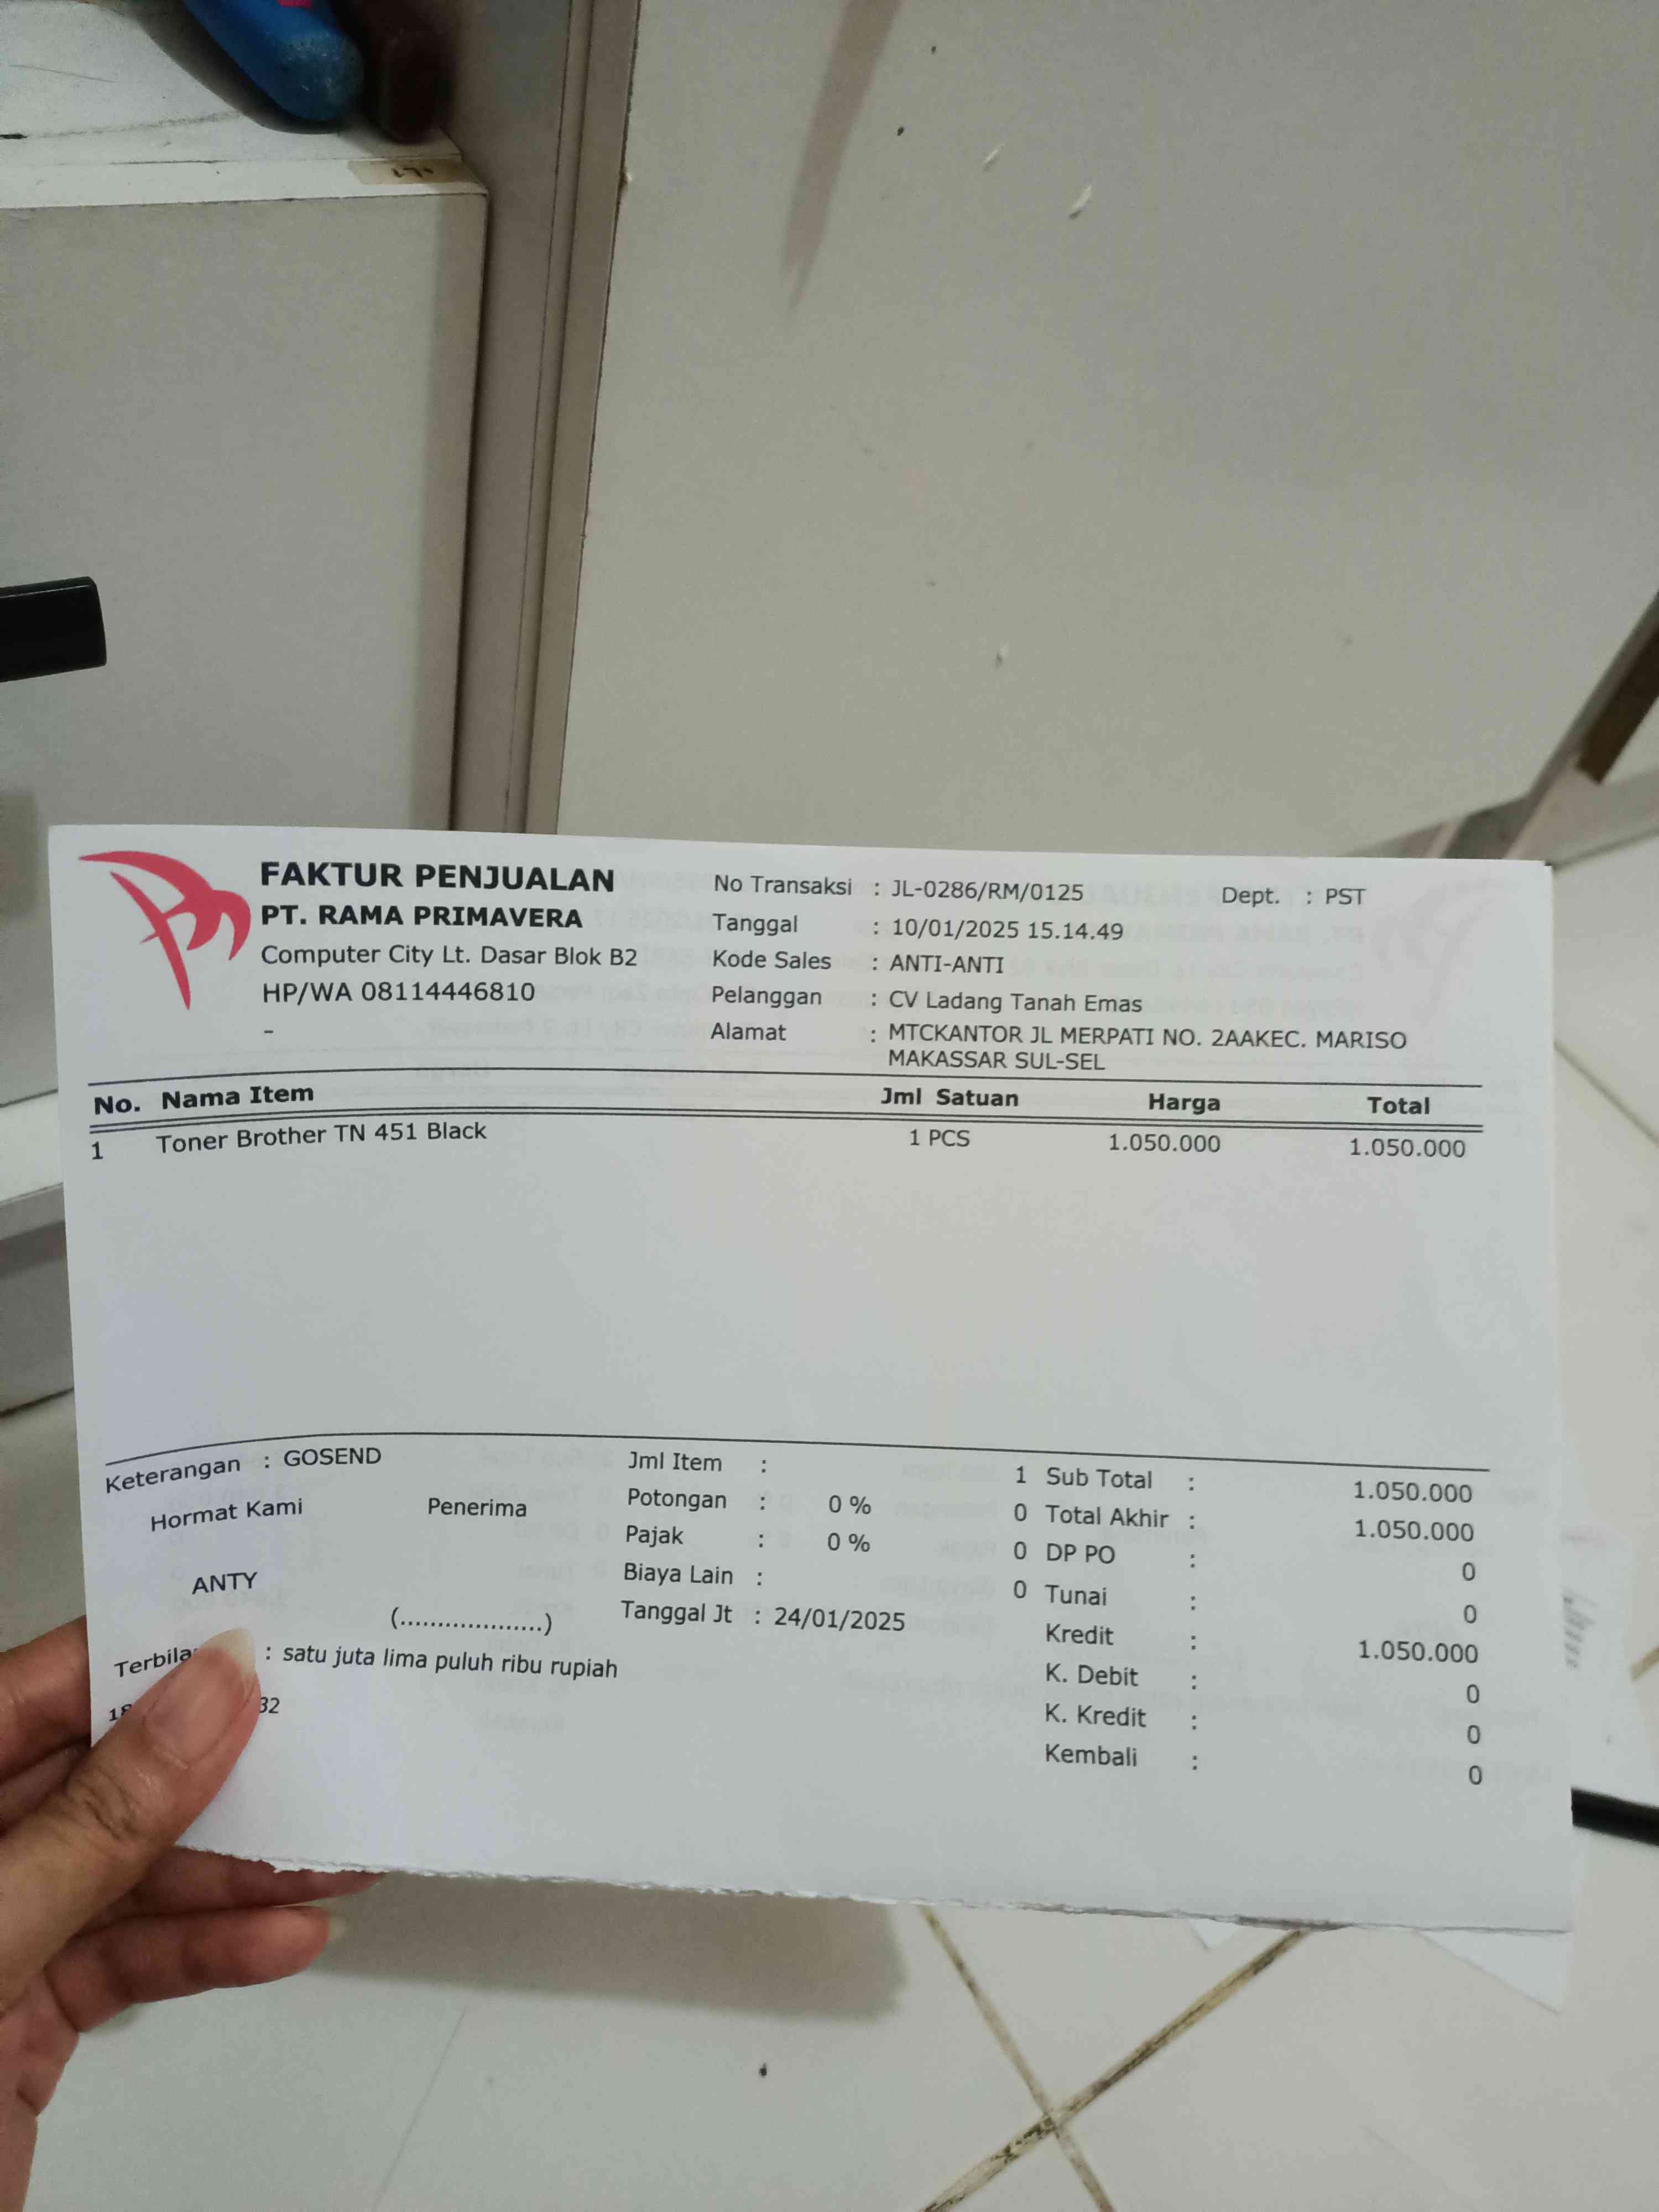 FAKTUR PENJUALAN
PT. RAMA PRIMAVERA
Computer City Lt. Dasar Blok B2
HP/WA 08114446810
-
No Transaksi : JL-0286/RM/0125 Dept. : PST
Tanggal : 10/01/2025 15.14.49
Kode Sales : ANTI-ANTI
Pelanggan : CV Ladang Tanah Emas
Alamat : MTCKANTOR JL MERPATI NO. 2AAKEC. MARISO
MAKASSAR SUL-SEL
No. Nama Item Jml Satuan Harga Total
1 Toner Brother TN 451 Black 1 PCS 1.050.000 1.050.000
Keterangan : GOSEND
Hormat Kami Penerima
ANTY
(...................)
Jml Item : 1
Potongan : 0 % 0
Pajak : 0 % 0
Biaya Lain : 0
Tanggal Jt : 24/01/2025
Sub Total : 1.050.000
Total Akhir : 1.050.000
DP PO : 0
Tunai : 0
Kredit : 1.050.000
K. Debit : 0
K. Kredit : 0
Kembali : 0
: satu juta lima puluh ribu rupiah
32